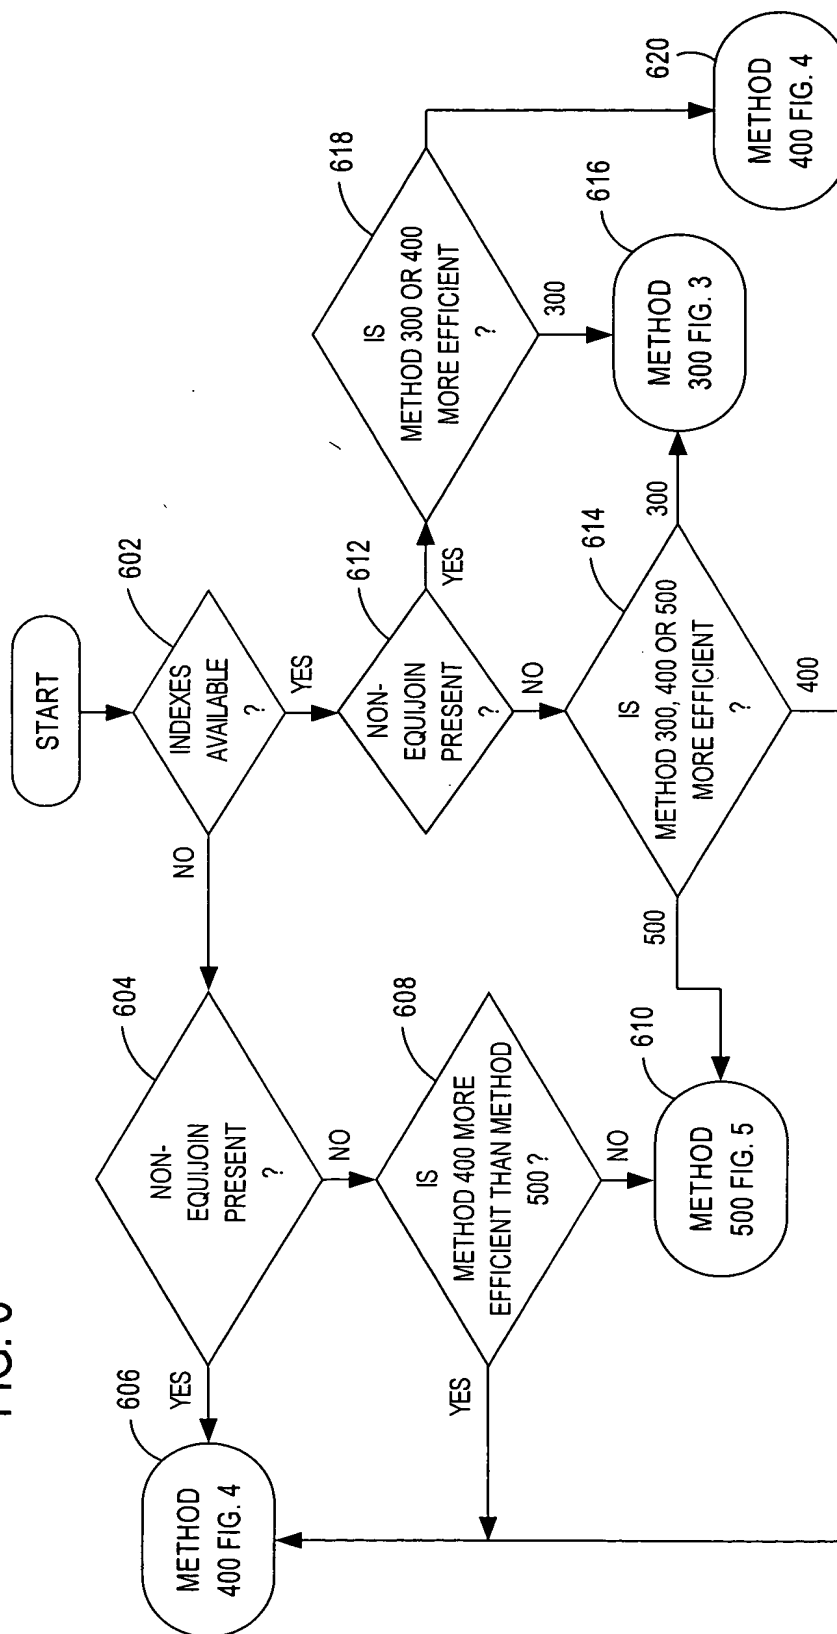 START
602
INDEXES
AVAILABLE
?
NO
YES
604
NON-
EQUIJOIN
PRESENT
?
YES
NO
606
METHOD
400 FIG. 4
608
IS
METHOD 400 MORE
EFFICIENT THAN METHOD
500 ?
YES
NO
610
METHOD
500 FIG. 5
612
NON-
EQUIJOIN
PRESENT
?
YES
NO
614
IS
METHOD 300, 400 OR 500
MORE EFFICIENT
?
500
400
300
616
METHOD
300 FIG. 3
618
IS
METHOD 300 OR 400
MORE EFFICIENT
?
300
620
METHOD
400 FIG. 4